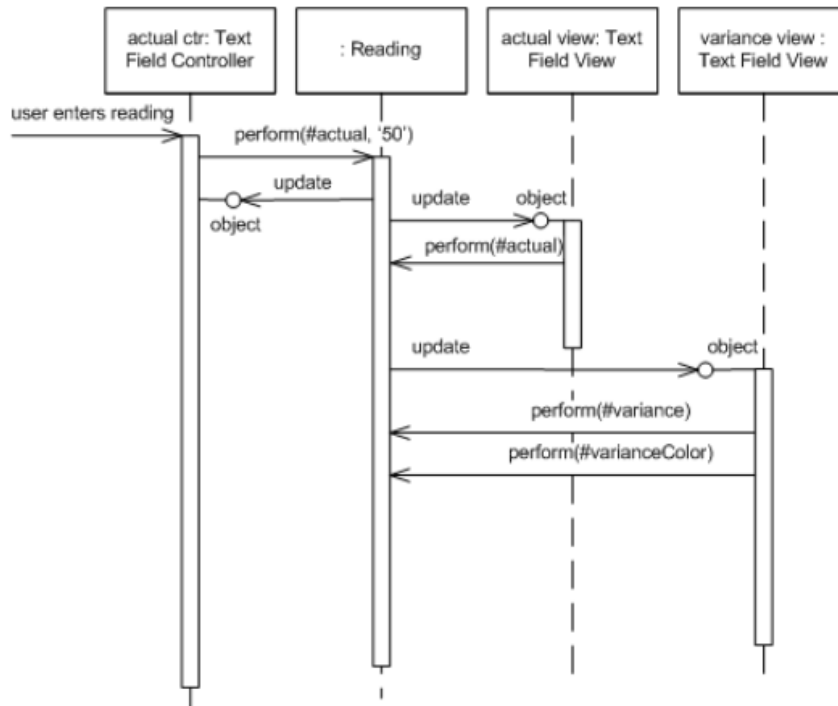 actual ctr: Text
Field Controller
: Reading
actual view: Text
Field View
variance view :
Text Field View
user enters reading
perform(#actual, ‘50’)
update
object
update
object
perform(#actual)
update
object
perform(#variance)
perform(#varianceColor)